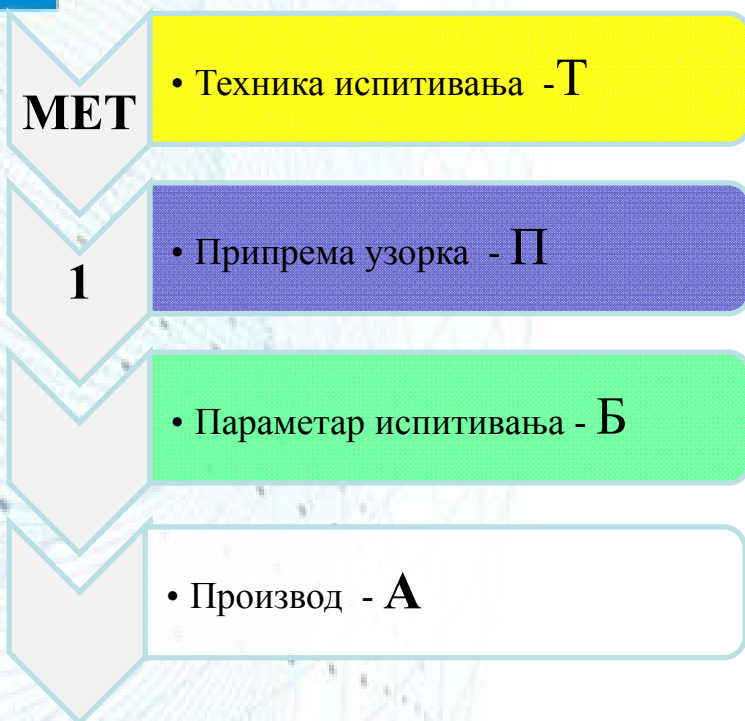 МЕТ
• Техника испитивања -Т
1
• Припрема узорка - П
• Параметар испитивања - Б
• Производ - А